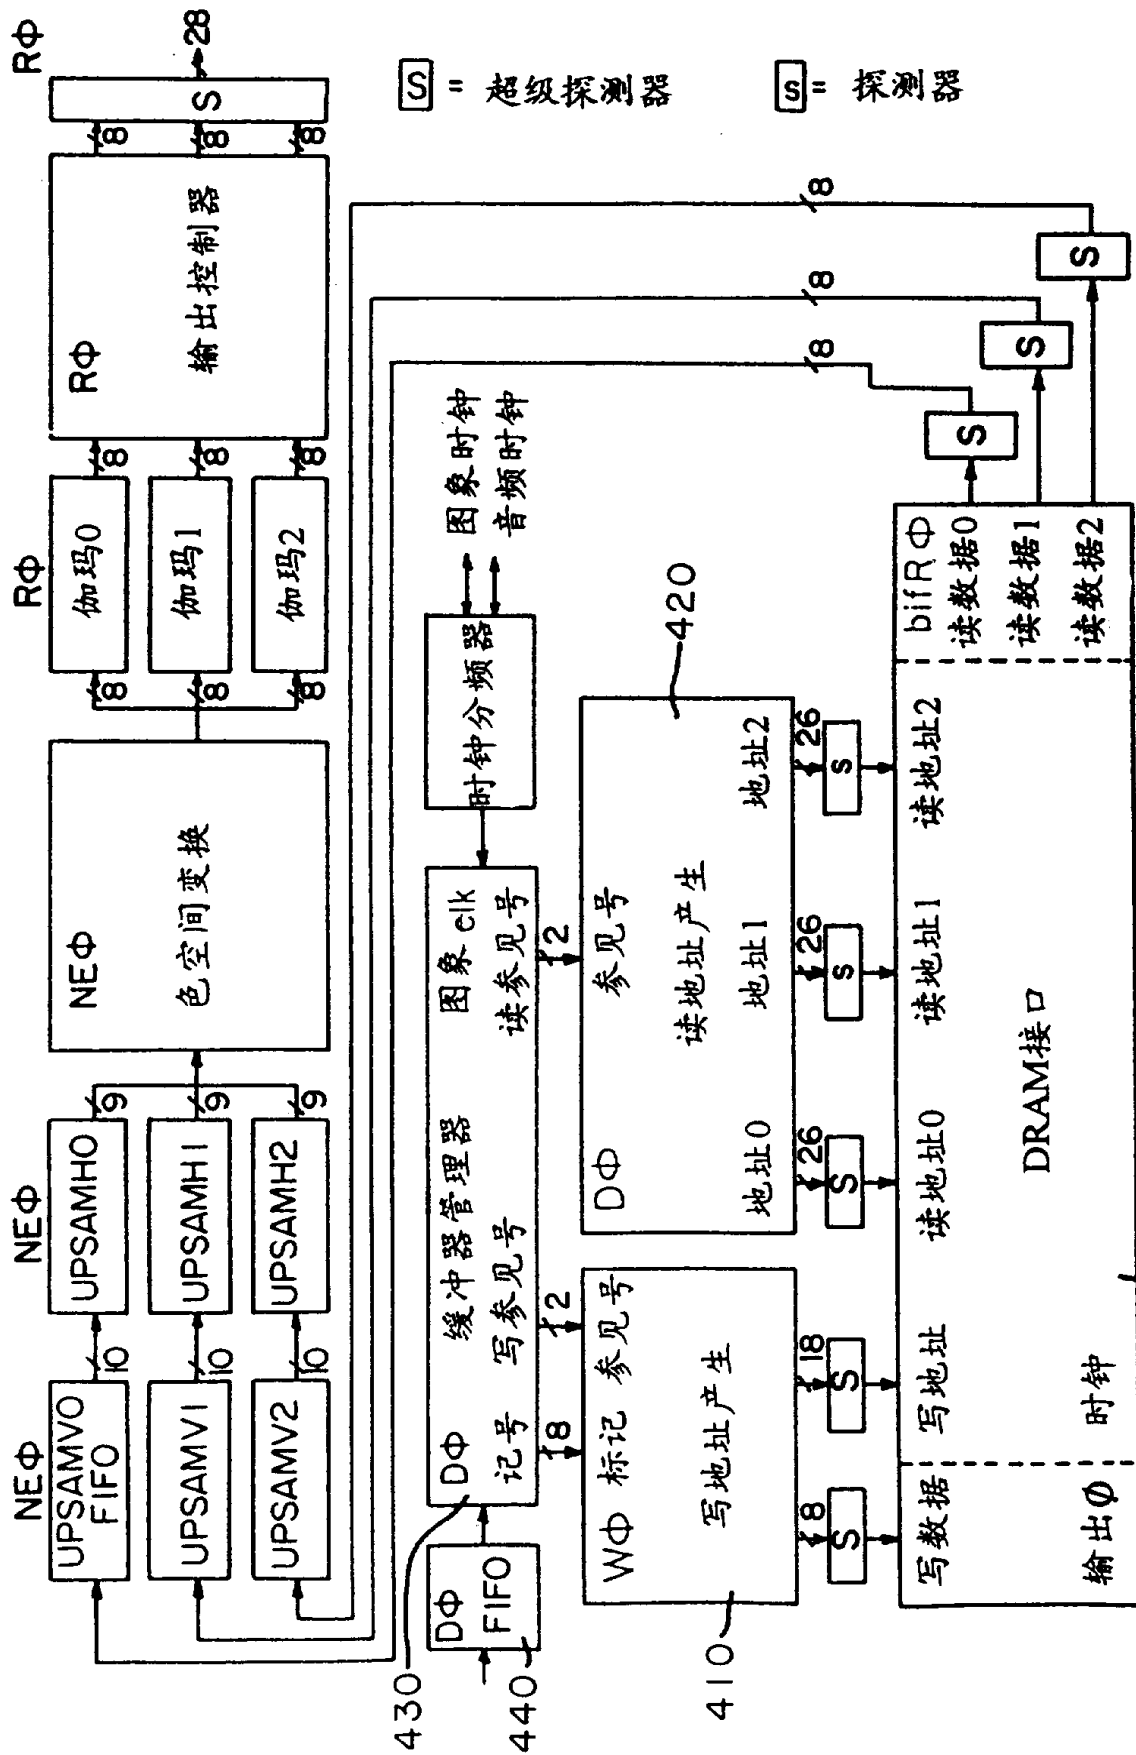 NEΦ
NEΦ
RΦ
RΦ
UPSAMV0
FIFO
10
UPSAMH0
9
NEΦ
色空间变换
8
伽玛0
8
RΦ
输出控制器
8
S
28
UPSAMV1
10
UPSAMH1
9
8
伽玛1
8
8
UPSAMV2
10
UPSAMH2
9
8
伽玛2
8
8
S = 超级探测器
s = 探测器
430
DΦ
FIFO
440
DΦ
缓冲器管理器
图象 clk
记号
写参见号
读参见号
时钟分频器
图象时钟
音频时钟
18
2
2
8
8
8
WΦ
标记
参见号
写地址产生
410
参见号
读地址产生
DΦ
地址0
地址1
地址2
420
8
18
26
26
26
S
S
S
s
s
S
S
S
写数据
写地址
读地址0
读地址1
读地址2
bifRΦ
读数据0
读数据1
读数据2
DRAM接口
输出Φ
时钟